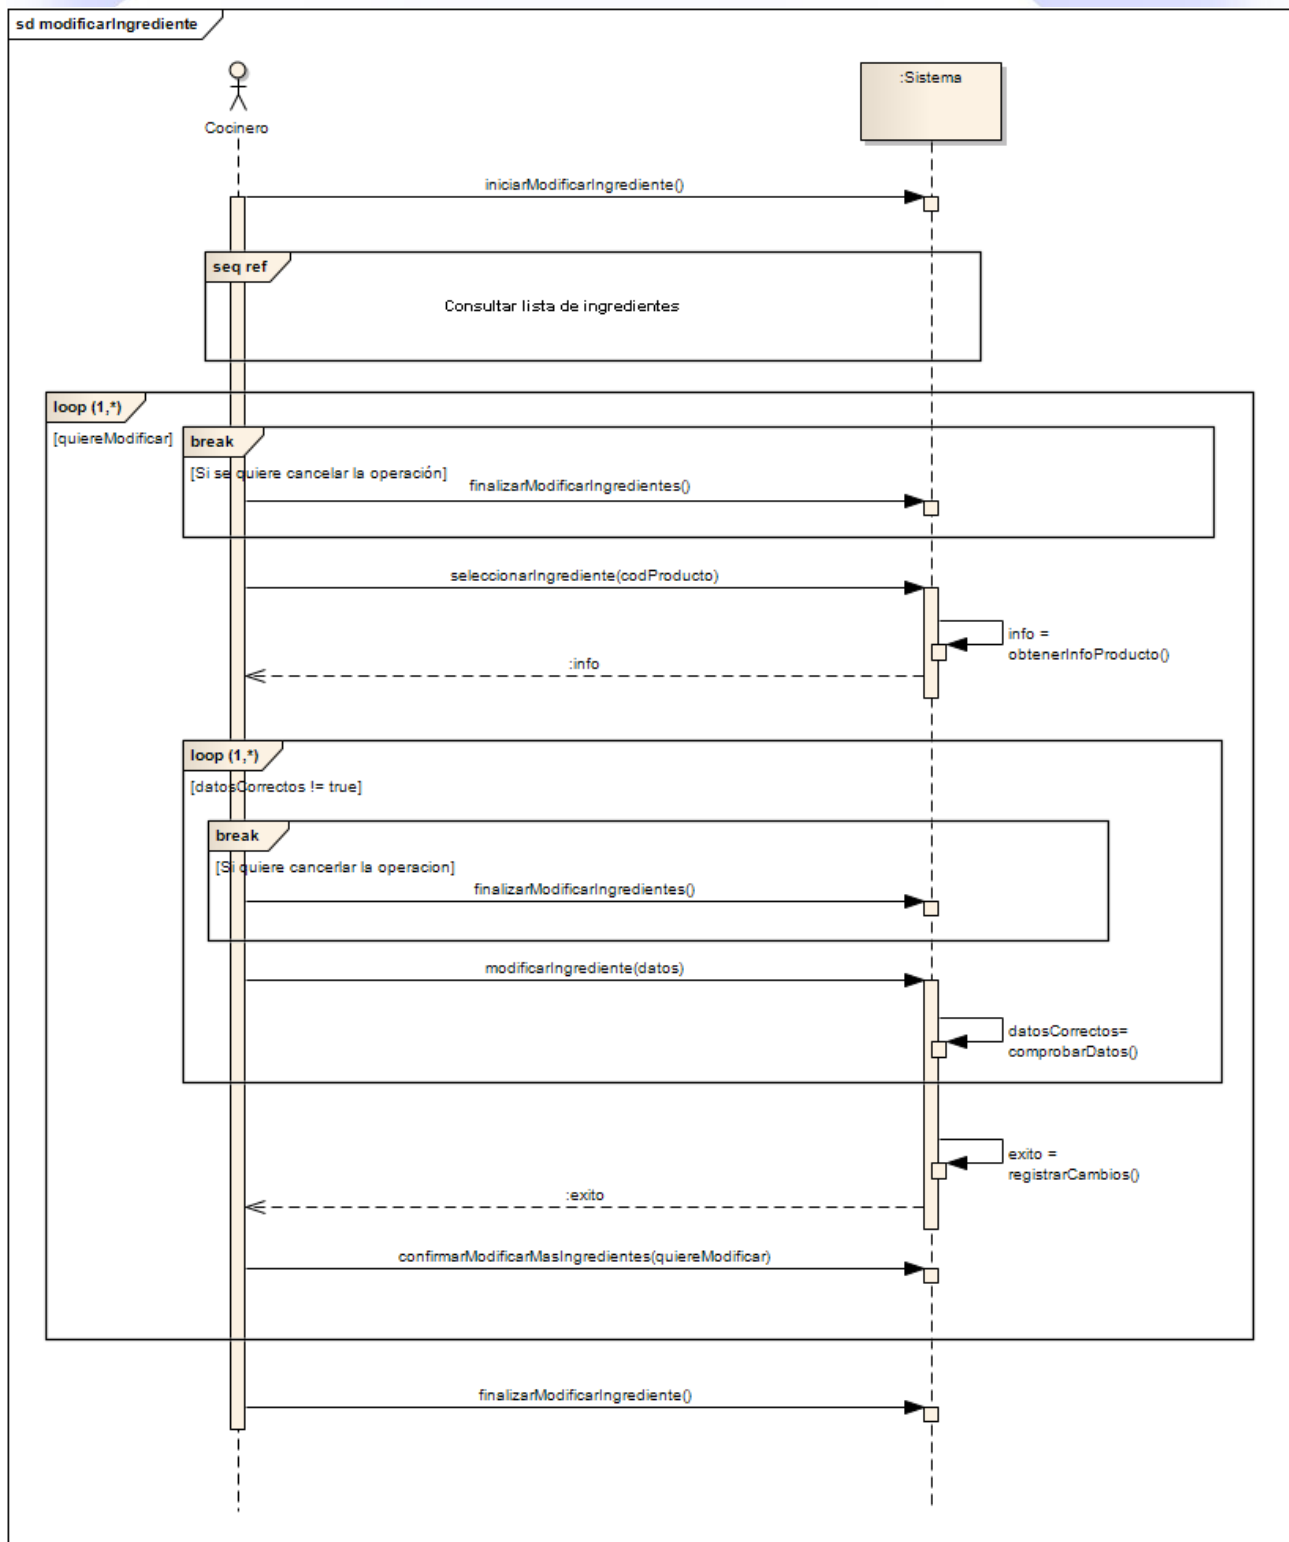 sd modificarIngrediente
Cocinero
:Sistema
iniciarModificarIngrediente()
seq ref
Consultar lista de ingredientes
loop (1,*)
[quiereModificar]
break
[Si se quiere cancelar la operación]
finalizarModificarIngredientes()
seleccionarIngrediente(codProducto)
info =
obtenerInfoProducto()
:info
loop (1,*)
[datosCorrectos != true]
break
[Si quiere cancerlar la operacion]
finalizarModificarIngredientes()
modificarIngrediente(datos)
datosCorrectos=
comprobarDatos()
exito =
registrarCambios()
:exito
confirmarModificarMasIngredientes(quiereModificar)
finalizarModificarIngrediente()